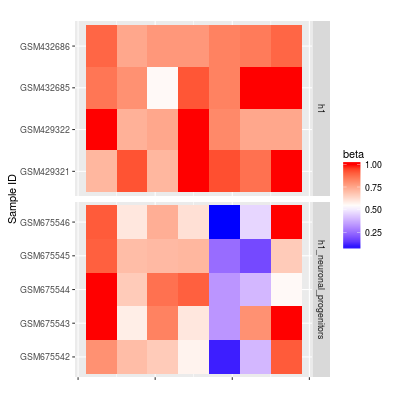 GSM432686
GSM432685
GSM429322
GSM429321
h1
GSM675546
GSM675545
GSM675544
GSM675543
GSM675542
h1_neuronal_progenitors
Sample ID
beta
1.00
0.75
0.50
0.25